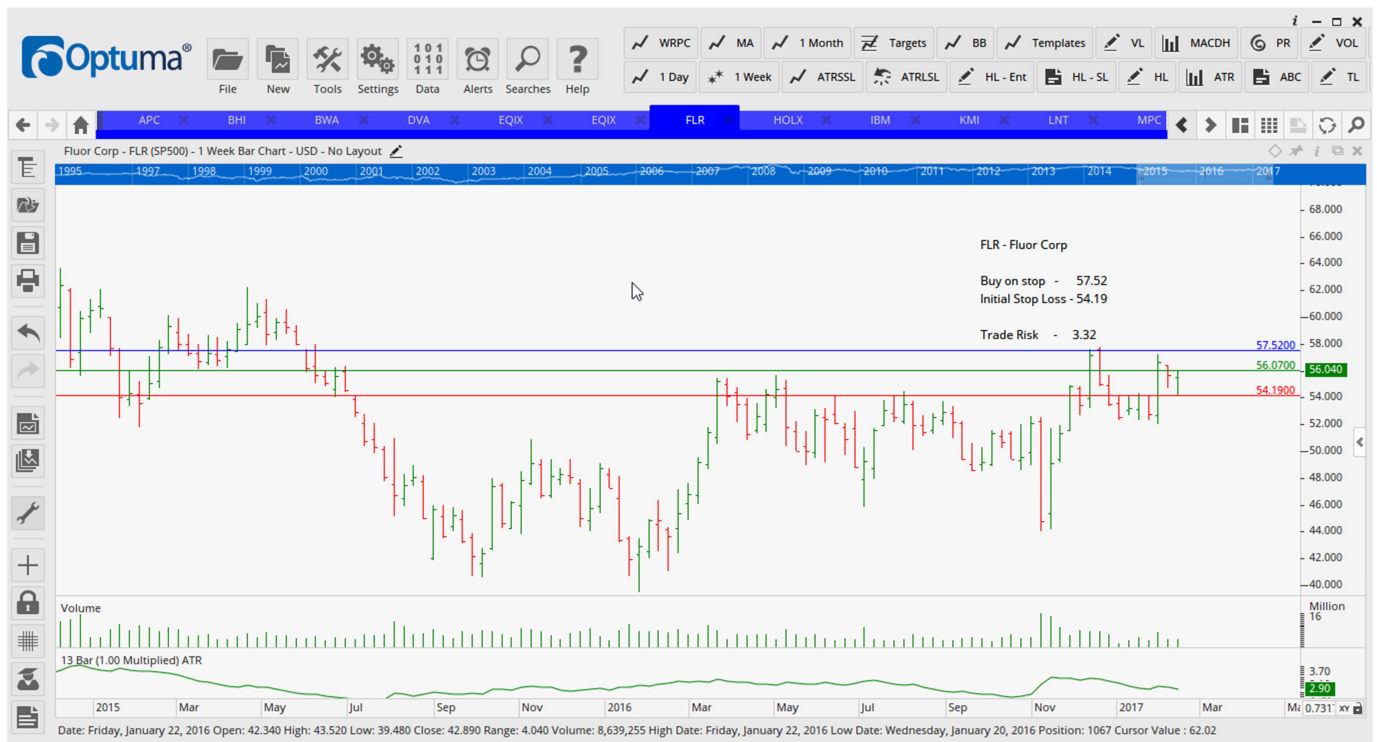 i
Optuma®
File New Tools Settings Data Alerts Searches Help
101
010
111
?
WRPC MA 1 Month Targets BB Templates VL MACDH PR VOL
1 Day 1 Week ATRSSL ATRLSL HL - Ent HL - SL HL ATR ABC TL
APC BHI BWA DVA EQIX EQIX FLR HOLX IBM KMI LNT MPC
Fluor Corp - FLR (SP500) - 1 Week Bar Chart - USD - No Layout
1995 1997 1998 1999 2000 2001 2002 2003 2004 2005 2006 2007 2008 2009 2010 2011 2012 2013 2014 2015 2016 2017
68.000
66.000
FLR - Fluor Corp
64.000
Buy on stop - 57.52
62.000
Initial Stop Loss - 54.19
60.000
Trade Risk - 3.32
58.000
57.5200
56.0700
56.040
54.1900
54.000
52.000
50.000
48.000
46.000
44.000
42.000
40.000
Volume
Million
16
13 Bar (1.00 Multiplied) ATR
3.70
2.90
2015 Mar May Jul Sep Nov 2016 Mar May Jul Sep Nov 2017 Mar
XY
Date: Friday, January 22, 2016 Open: 42.340 High: 43.520 Low: 39.480 Close: 42.890 Range: 4.040 Volume: 8,639,255 High Date: Friday, January 22, 2016 Low Date: Wednesday, January 20, 2016 Position: 1067 Cursor Value : 62.02